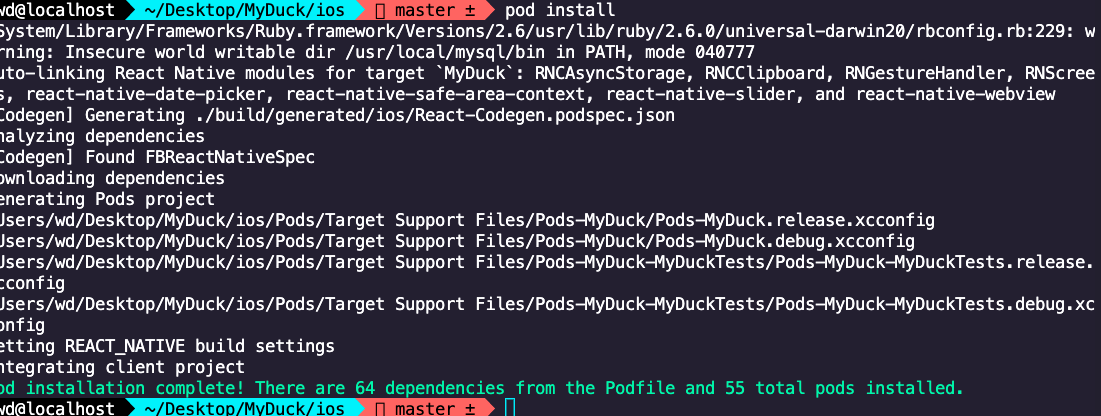 wd@localhost ~/Desktop/MyDuck/ios master ± pod install
System/Library/Frameworks/Ruby.framework/Versions/2.6/usr/lib/ruby/2.6.0/universal-darwin20/rbconfig.rb:229: w
rning: Insecure world writable dir /usr/local/mysql/bin in PATH, mode 040777
uto-linking React Native modules for target `MyDuck`: RNCAsyncStorage, RNCClipboard, RNGestureHandler, RNScree
s, react-native-date-picker, react-native-safe-area-context, react-native-slider, and react-native-webview
Codegen] Generating ./build/generated/ios/React-Codegen.podspec.json
nalyzing dependencies
Codegen] Found FBReactNativeSpec
ownloading dependencies
enerating Pods project
Users/wd/Desktop/MyDuck/ios/Pods/Target Support Files/Pods-MyDuck/Pods-MyDuck.release.xcconfig
Users/wd/Desktop/MyDuck/ios/Pods/Target Support Files/Pods-MyDuck/Pods-MyDuck.debug.xcconfig
Users/wd/Desktop/MyDuck/ios/Pods/Target Support Files/Pods-MyDuck-MyDuckTests/Pods-MyDuck-MyDuckTests.release.
cconfig
Users/wd/Desktop/MyDuck/ios/Pods/Target Support Files/Pods-MyDuck-MyDuckTests/Pods-MyDuck-MyDuckTests.debug.xc
onfig
etting REACT_NATIVE build settings
ntegrating client project
od installation complete! There are 64 dependencies from the Podfile and 55 total pods installed.
wd@localhost ~/Desktop/MyDuck/ios master ±